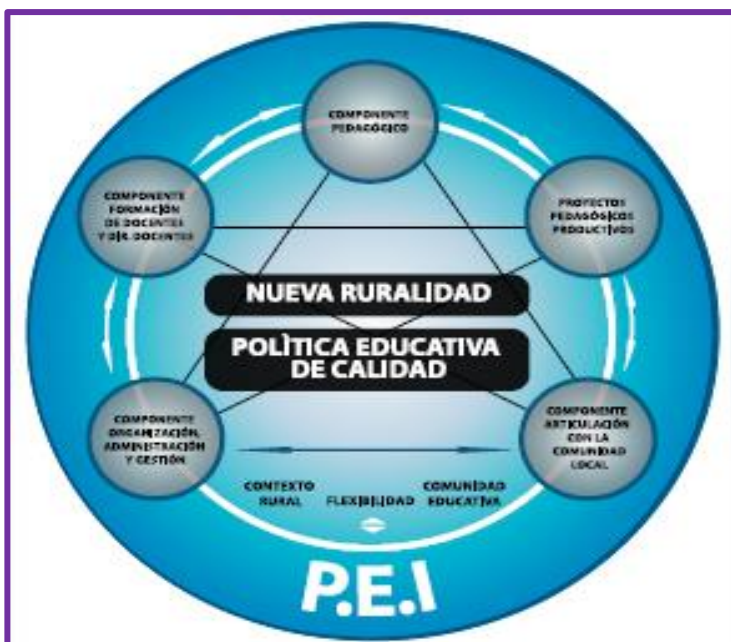 COMPONENTE
PEDAGÓGICO
COMPONENTE
FORMACIÓN
DE DOCENTES
Y DIR. DOCENTES
PROYECTOS
PEDAGÓGICOS
PRODUCTIVOS
NUEVA RURALIDAD
POLÌTICA EDUCATIVA
DE CALIDAD
COMPONENTE
ORGANIZACIÓN,
ADMINISTRACIÓN
Y GESTIÓN
COMPONENTE
ARTICULACIÓN
CON LA
COMUNIDAD
LOCAL
CONTEXTO
RURAL
FLEXIBILIDAD
COMUNIDAD
EDUCATIVA
P.E.I